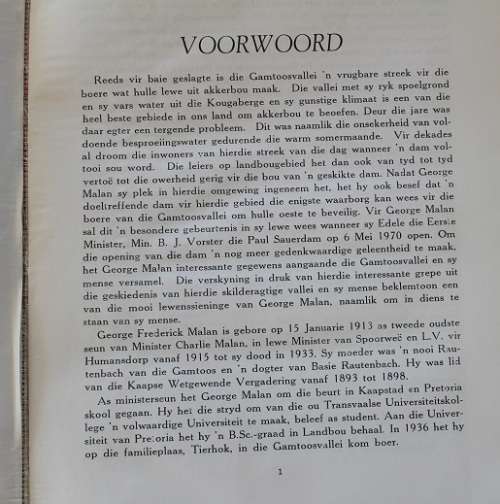 VOORWOORD
Reeds vir baie geslagte is die Gamtoosvallei 'n vrugbare streek vir die
boere wat hulle lewe uit akkerbou maak. Die vallei met sy ryk spoelgrond
en sy vars water uit die Kougaberge en sy gunstige klimaat is een van die
heel beste gebiede in ons land om akkerbou te beoefen. Deur die jare was
daar egter een tergende probleem. Dit was naamlik die onsekerheid van vol-
doende besproeiingswater gedurende die warm somermaande. Vir dekades
al droom die inwoners van hierdie streek van die dag wanneer 'n dam vol-
tooi sou word. Die leiers op landbougebied het dan ook van tyd tot tyd
vertoë tot die owerheid gerig vir die bou van 'n geskikte dam. Nadat George
Malan sy plek in hierdie omgewing ingeneem het, het hy ook besef dat 'n
doeltreffende dam vir hierdie gebied die enigste waarborg kan wees vir die
boere van die Gamtoosvallei om hulle oeste te beveilig. Vir George Malan
sal dit 'n besondere gebeurtenis in sy lewe wees wanneer sy Edele die Eerste
Minister, Min. B. J. Vorster die Paul Sauerdam op 6 Mei 1970 open. Om
die opening van die dam 'n nog meer gedenkwaardige geleentheid te maak,
het George Malan interessante gegewens aangaande die Gamtoosvallei en sy
mense versamel. Die verskyning in druk van hierdie interessante grepe uit
die geskiedenis van hierdie skilderagtige vallei en sy mense beklemtoon een
van die mooi lewenssieninge van George Malan, naamlik om in diens te
staan van sy mense.
George Frederick Malan is gebore op 15 Januarie 1913 as tweede oudste
seun van Minister Charlie Malan, in lewe Minister van Spoorweë en L.V. vir
Humansdorp vanaf 1915 tot sy dood in 1933. Sy moeder was 'n nooi Rau-
tenbach van die Gamtoos en 'n dogter van Basie Rautenbach. Hy was lid
van die Kaapse Wetgewende Vergadering vanaf 1893 tot 1898.
As ministerseun het George Malan om die beurt in Kaapstad en Pretoria
skool gegaan. Hy het die stryd om van die ou Transvaalse Universiteitskol-
lege 'n volwaardige Universiteit te maak, beleef as student. Aan die Univer-
siteit van Pretoria het hy 'n B.Sc.-graad in Landbou behaal. In 1936 het hy
op die familieplaas, Tierhok, in die Gamtoosvallei kom boer.
1